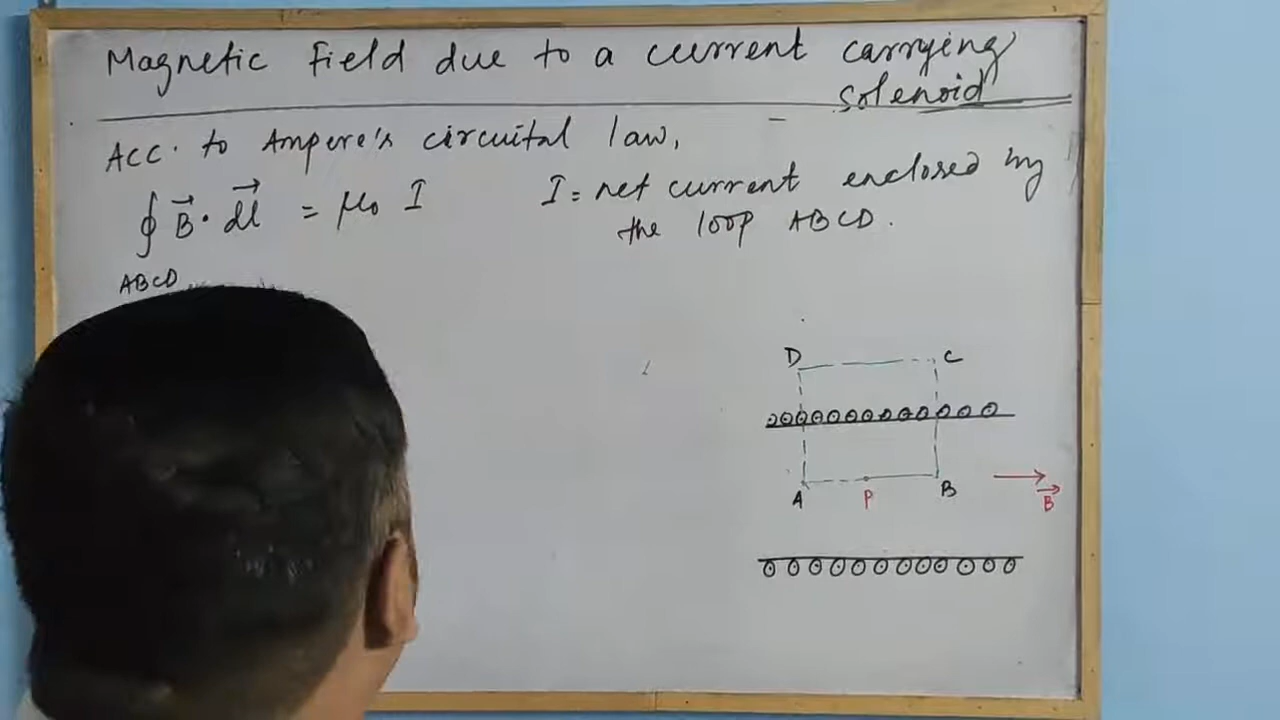 Magnetic Field due to a current carrying
solenoid
Acc. to Ampere's circuital law,
∮ B⃗ · dl⃗ = μ₀ I
ABCD
I = net current enclosed by
the loop ABCD.
D C
A P B
B⃗